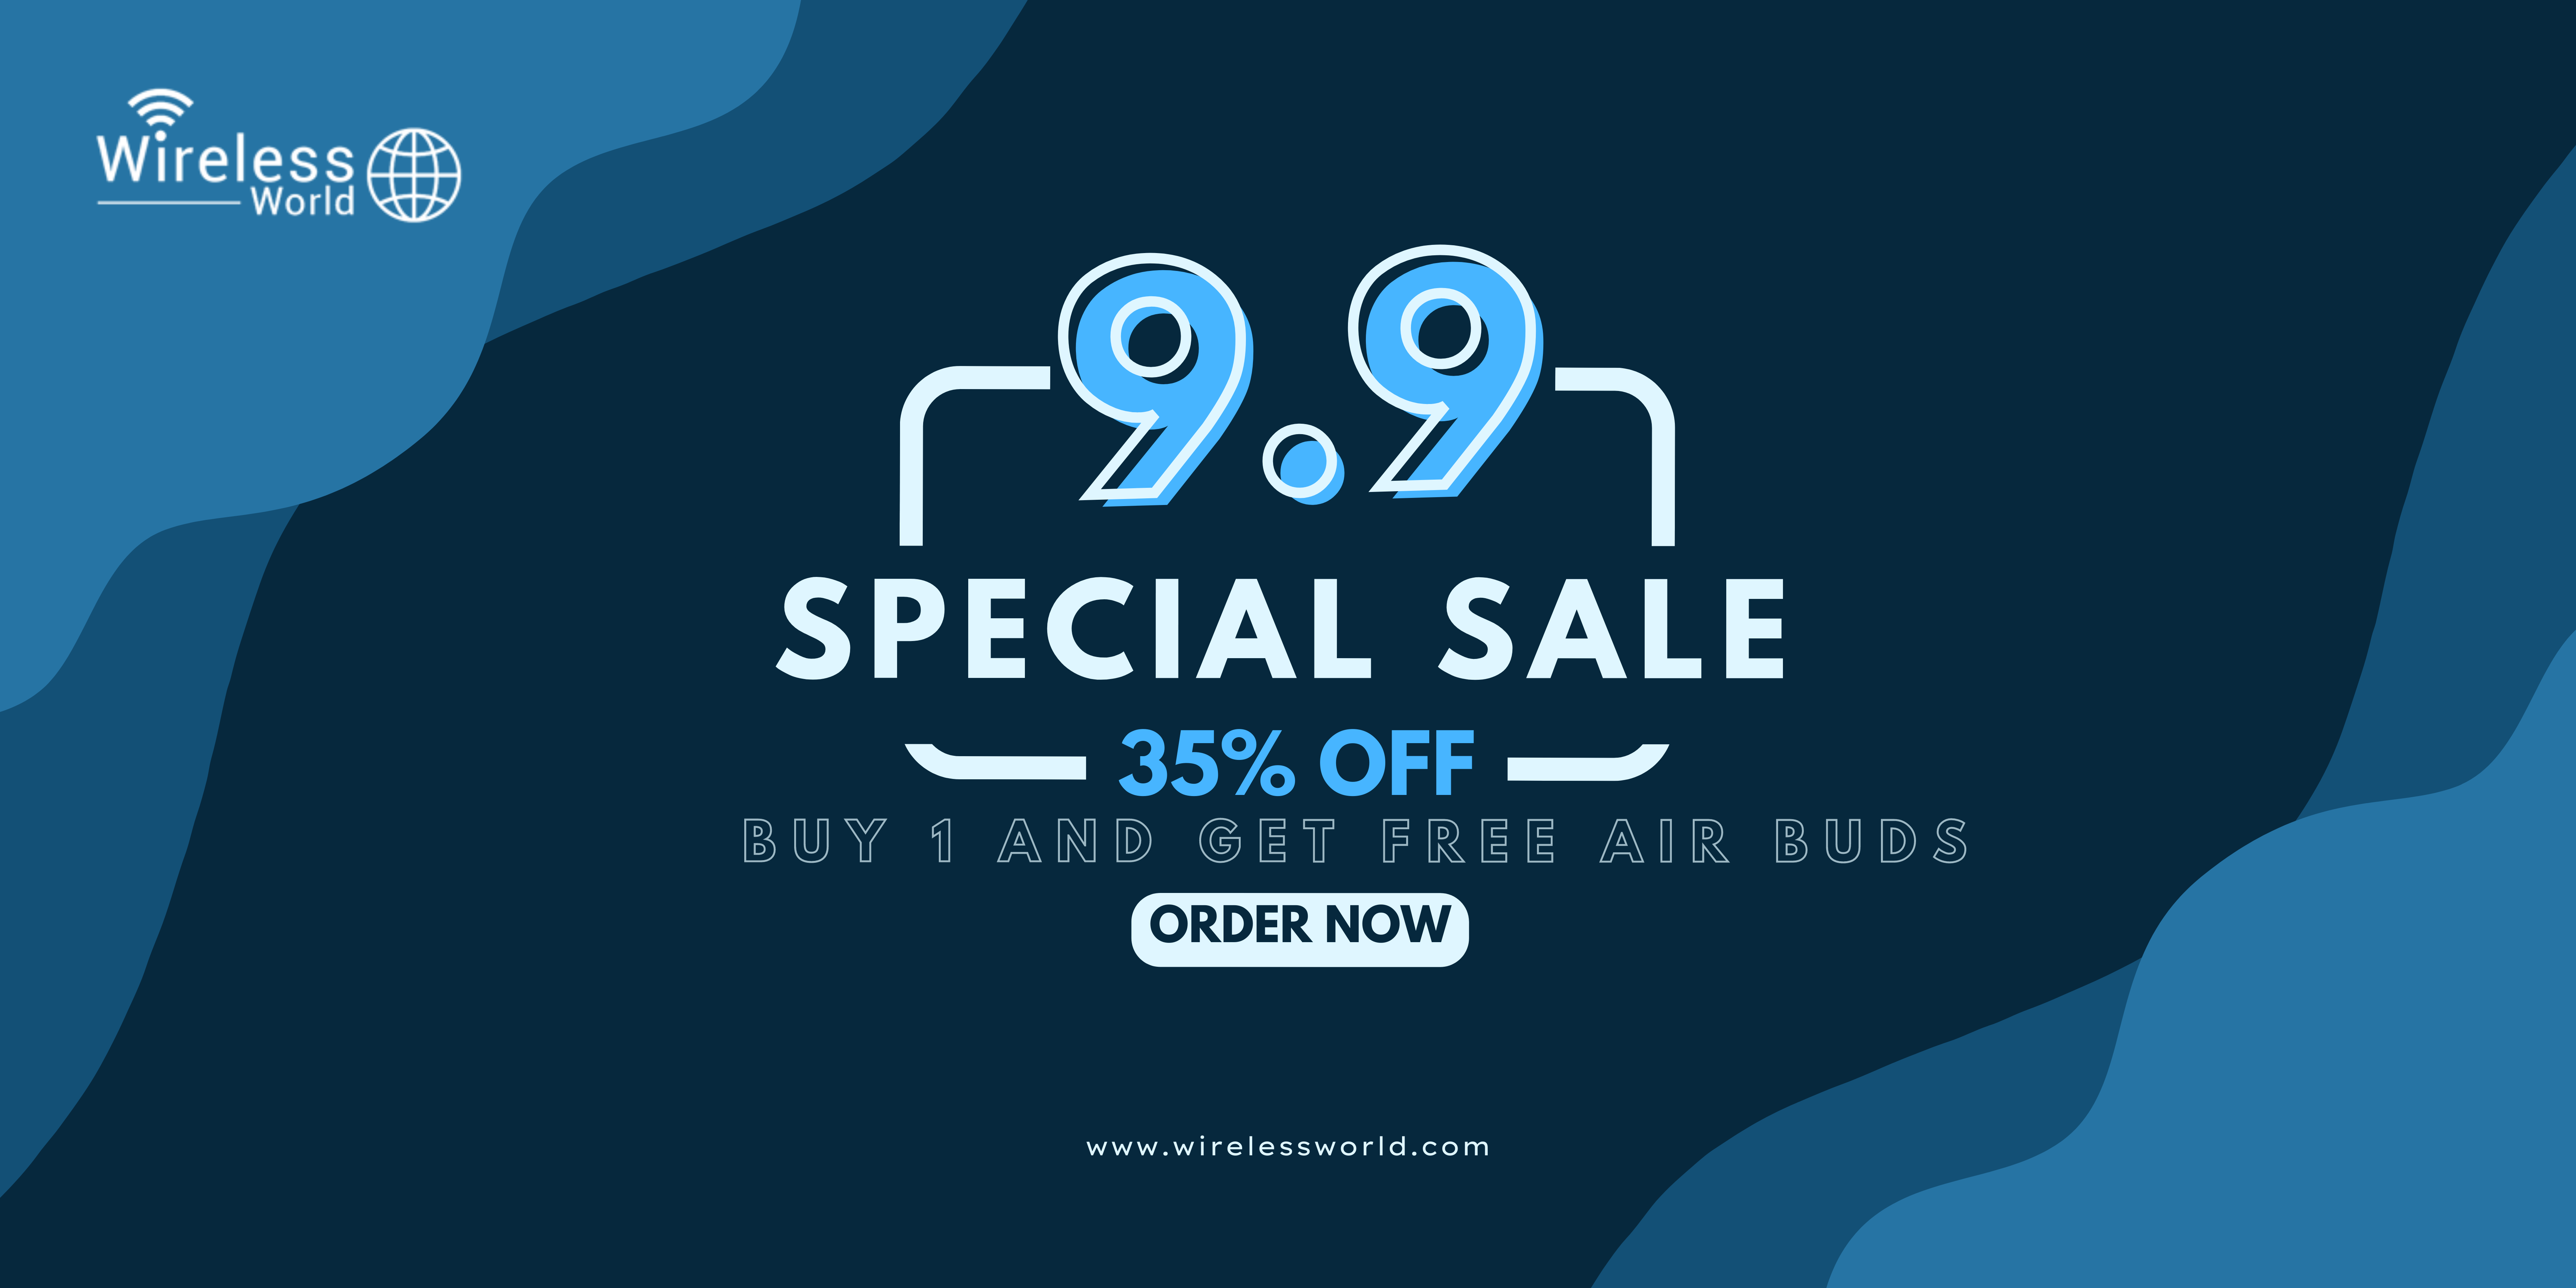 Wireless
World
9.9
SPECIAL SALE
35% OFF
BUY 1 AND GET FREE AIR BUDS
ORDER NOW
www.wirelessworld.com